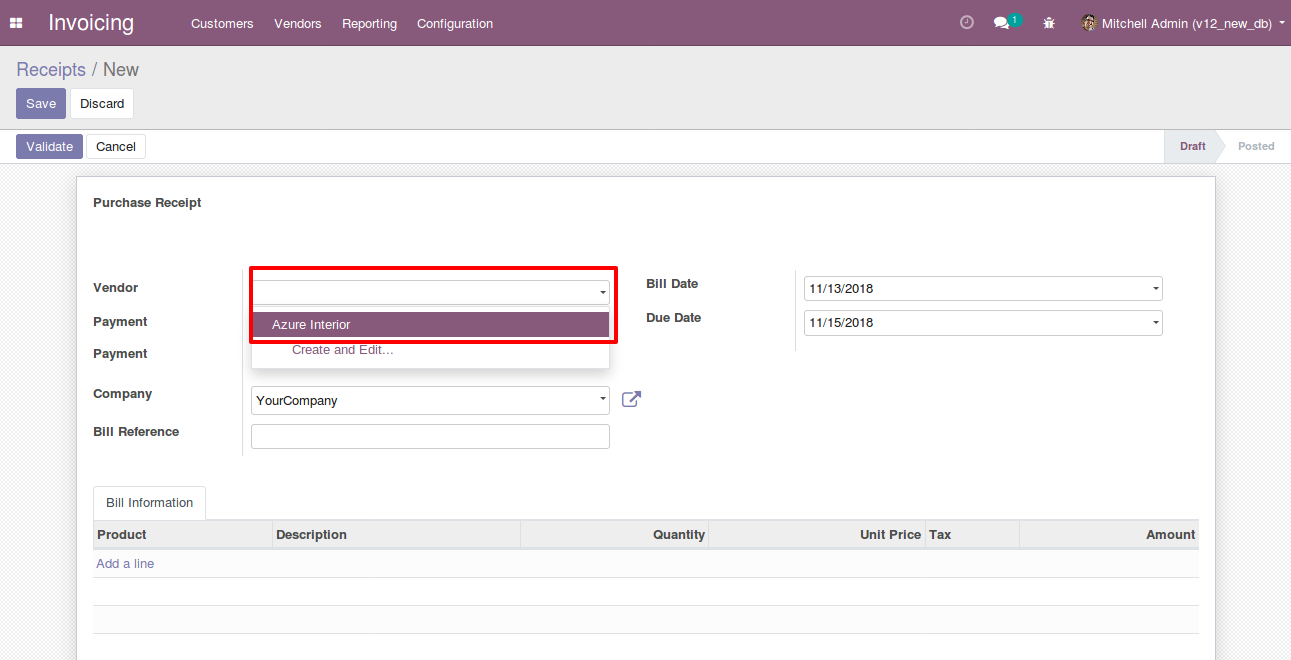 Invoicing Customers Vendors Reporting Configuration 1 Mitchell Admin (v12_new_db)
Receipts / New
Save Discard
Validate Cancel Draft Posted
Purchase Receipt
Vendor
Bill Date 11/13/2018
Azure Interior
Payment
Due Date 11/15/2018
Payment
Create and Edit...
Company YourCompany
Bill Reference
Bill Information
Product Description Quantity Unit Price Tax Amount
Add a line